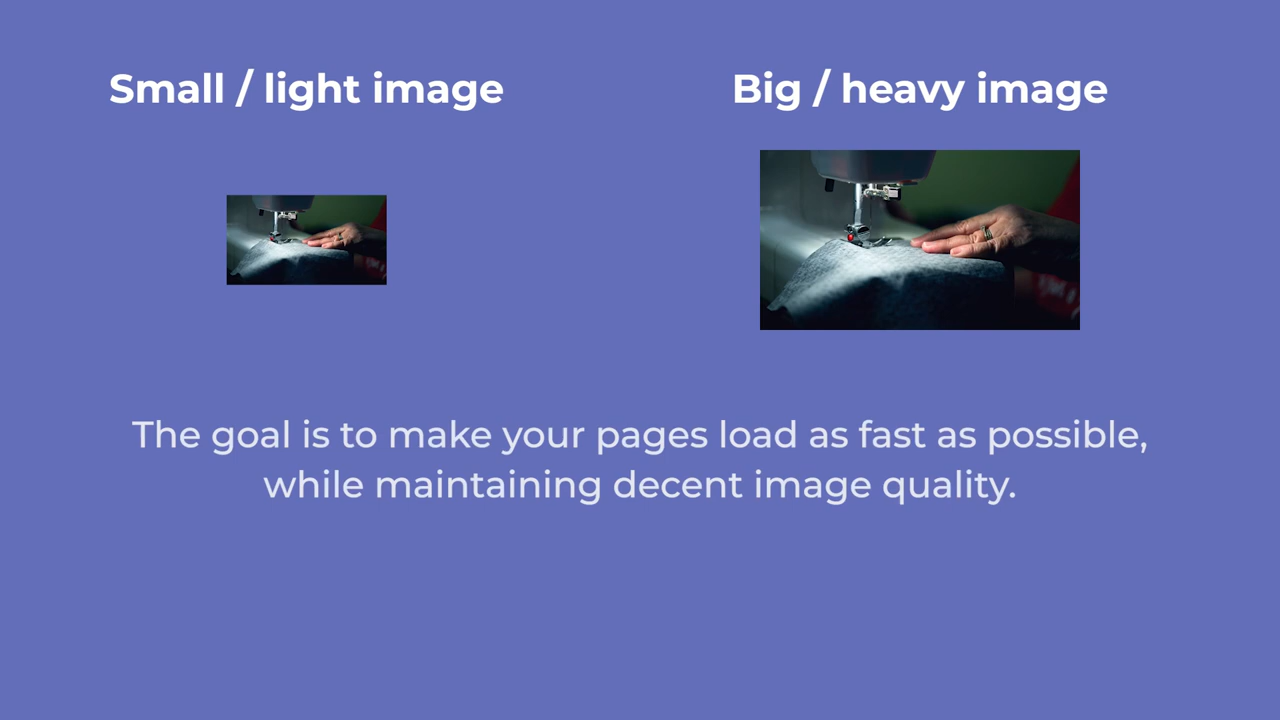 Small / light image
Big / heavy image
The goal is to make your pages load as fast as possible,
while maintaining decent image quality.